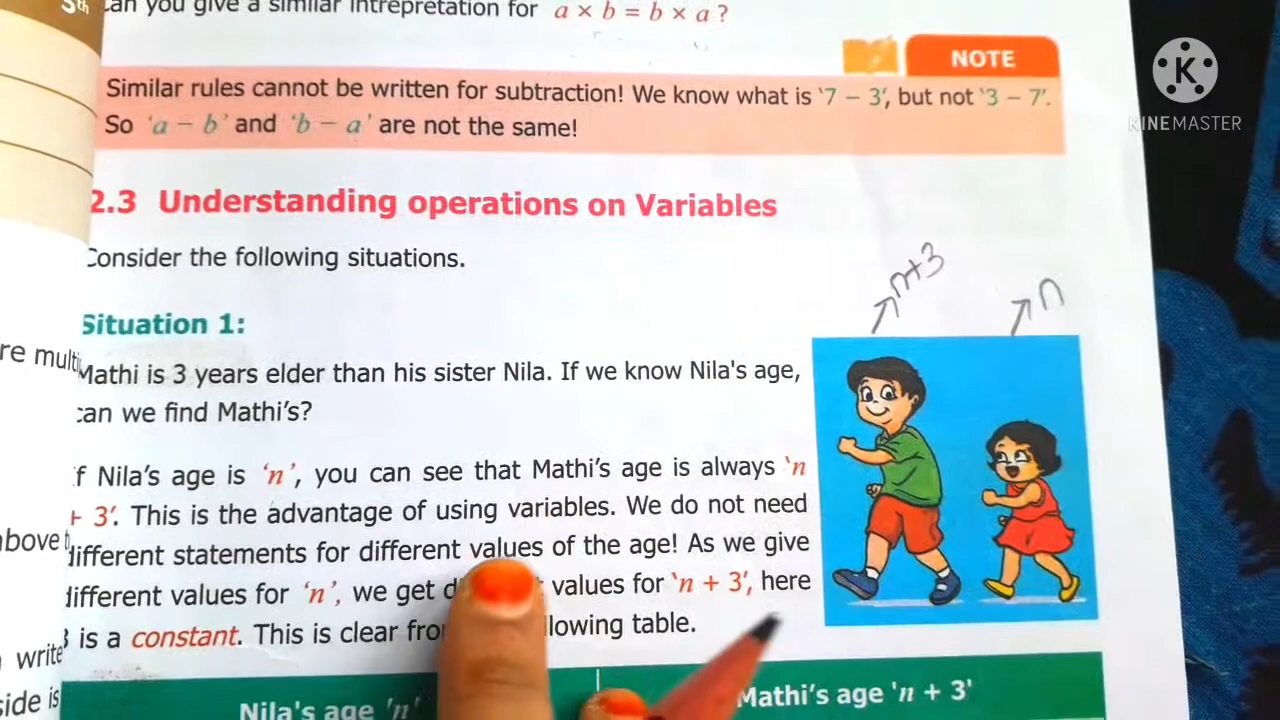 5th
an you give a similar intrepretation for a × b = b × a ?
NOTE
Similar rules cannot be written for subtraction! We know what is '7 – 3', but not '3 – 7'.
So 'a – b' and 'b – a' are not the same!
KINEMASTER
2.3 Understanding operations on Variables
Consider the following situations.
n+3
n
Situation 1:
Mathi is 3 years elder than his sister Nila. If we know Nila's age,
can we find Mathi's?
f Nila's age is 'n', you can see that Mathi's age is always 'n
+ 3'. This is the advantage of using variables. We do not need
different statements for different values of the age! As we give
different values for 'n', we get values for 'n + 3', here
3 is a constant. This is clear lowing table.
Nila's age 'n'
Mathi's age 'n + 3'
re multi
above
write
side is